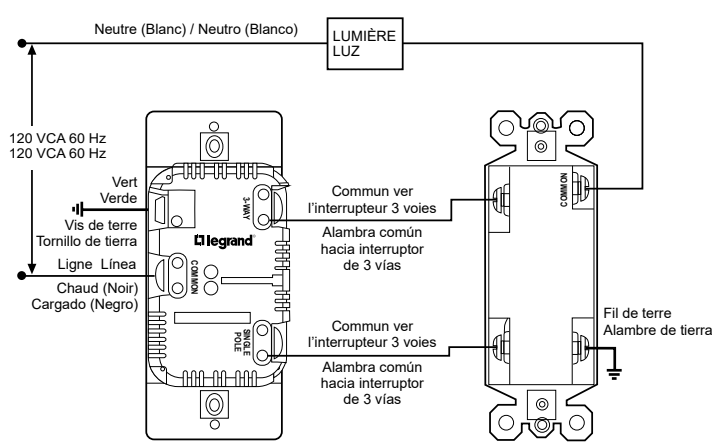 Neutre (Blanc) / Neutro (Blanco)
LUMIÈRE
LUZ
120 VCA 60 Hz
120 VCA 60 Hz
Vert
Verde
Vis de terre
Tornillo de tierra
Ligne Línea
Chaud (Noir)
Cargado (Negro)
3-WAY
legrand®
COMMON
SINGLE
POLE
Commun ver
l'interrupteur 3 voies
Alambra común
hacia interruptor
de 3 vías
Commun ver
l'interrupteur 3 voies
Alambra común
hacia interruptor
de 3 vías
COMMON
Fil de terre
Alambre de tierra